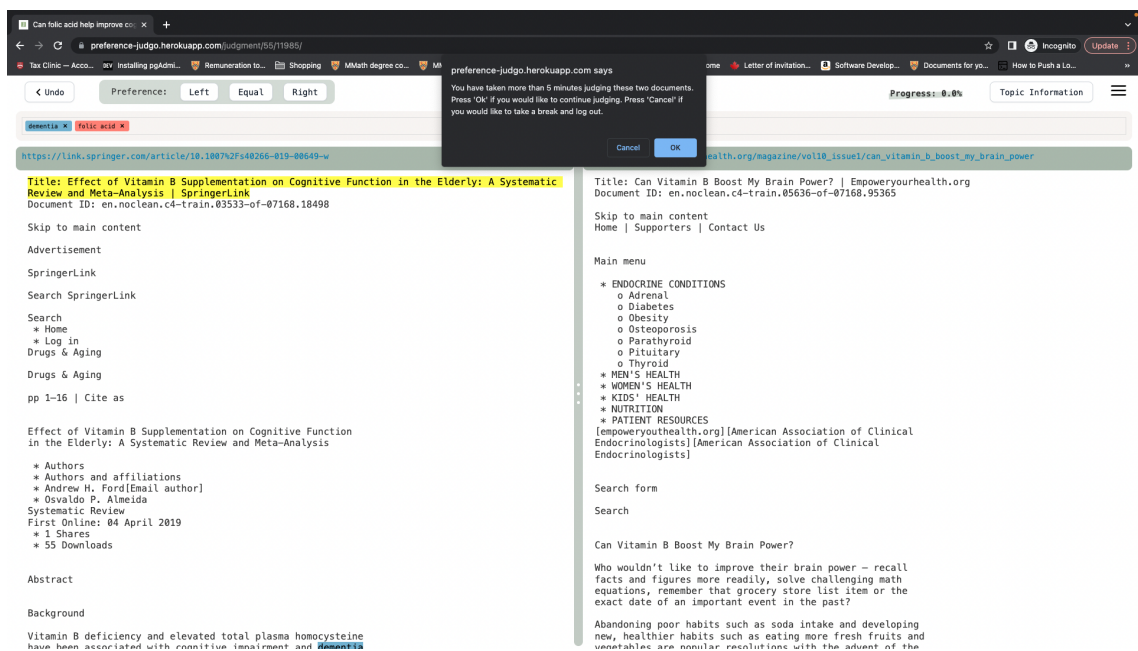 Can folic acid help improve cog
preference-judgo.herokuapp.com/judgment/55/11985/
Incognito
Update
Tax Clinic — Acco...
Installing pgAdmi...
Remuneration to...
Shopping
MMath degree co...
ome
Letter of invitation...
Software Develop...
Documents for yo...
How to Push a Lo...
»
preference-judgo.herokuapp.com says
You have taken more than 5 minutes judging these two documents.
Press 'Ok' if you would like to continue judging. Press 'Cancel' if
you would like to take a break and log out.
Cancel
OK
Undo
Preference:
Left
Equal
Right
Progress: 0.0%
Topic Information
dementia ×
folic acid ×
https://link.springer.com/article/10.1007%2Fs40266-019-00649-w
ealth.org/magazine/vol10_issue1/can_vitamin_b_boost_my_brain_power
Title: Effect of Vitamin B Supplementation on Cognitive Function in the Elderly: A Systematic
Review and Meta-Analysis | SpringerLink
Document ID: en.noclean.c4-train.03533-of-07168.18498
Skip to main content
Advertisement
SpringerLink
Search SpringerLink
Search
* Home
* Log in
Drugs & Aging
Drugs & Aging
pp 1–16 | Cite as
Effect of Vitamin B Supplementation on Cognitive Function
in the Elderly: A Systematic Review and Meta-Analysis
* Authors
* Authors and affiliations
* Andrew H. Ford[Email author]
* Osvaldo P. Almeida
Systematic Review
First Online: 04 April 2019
* 1 Shares
* 55 Downloads
Abstract
Background
Vitamin B deficiency and elevated total plasma homocysteine
have been associated with cognitive impairment and dementia
Title: Can Vitamin B Boost My Brain Power? | Empoweryourhealth.org
Document ID: en.noclean.c4-train.05636-of-07168.95365
Skip to main content
Home | Supporters | Contact Us
Main menu
* ENDOCRINE CONDITIONS
o Adrenal
o Diabetes
o Obesity
o Osteoporosis
o Parathyroid
o Pituitary
o Thyroid
* MEN'S HEALTH
* WOMEN'S HEALTH
* KIDS' HEALTH
* NUTRITION
* PATIENT RESOURCES
[empoweryouthealth.org][American Association of Clinical
Endocrinologists][American Association of Clinical
Endocrinologists]
Search form
Search
Can Vitamin B Boost My Brain Power?
Who wouldn't like to improve their brain power – recall
facts and figures more readily, solve challenging math
equations, remember that grocery store list item or the
exact date of an important event in the past?
Abandoning poor habits such as soda intake and developing
new, healthier habits such as eating more fresh fruits and
vegetables are popular resolutions with the advent of the